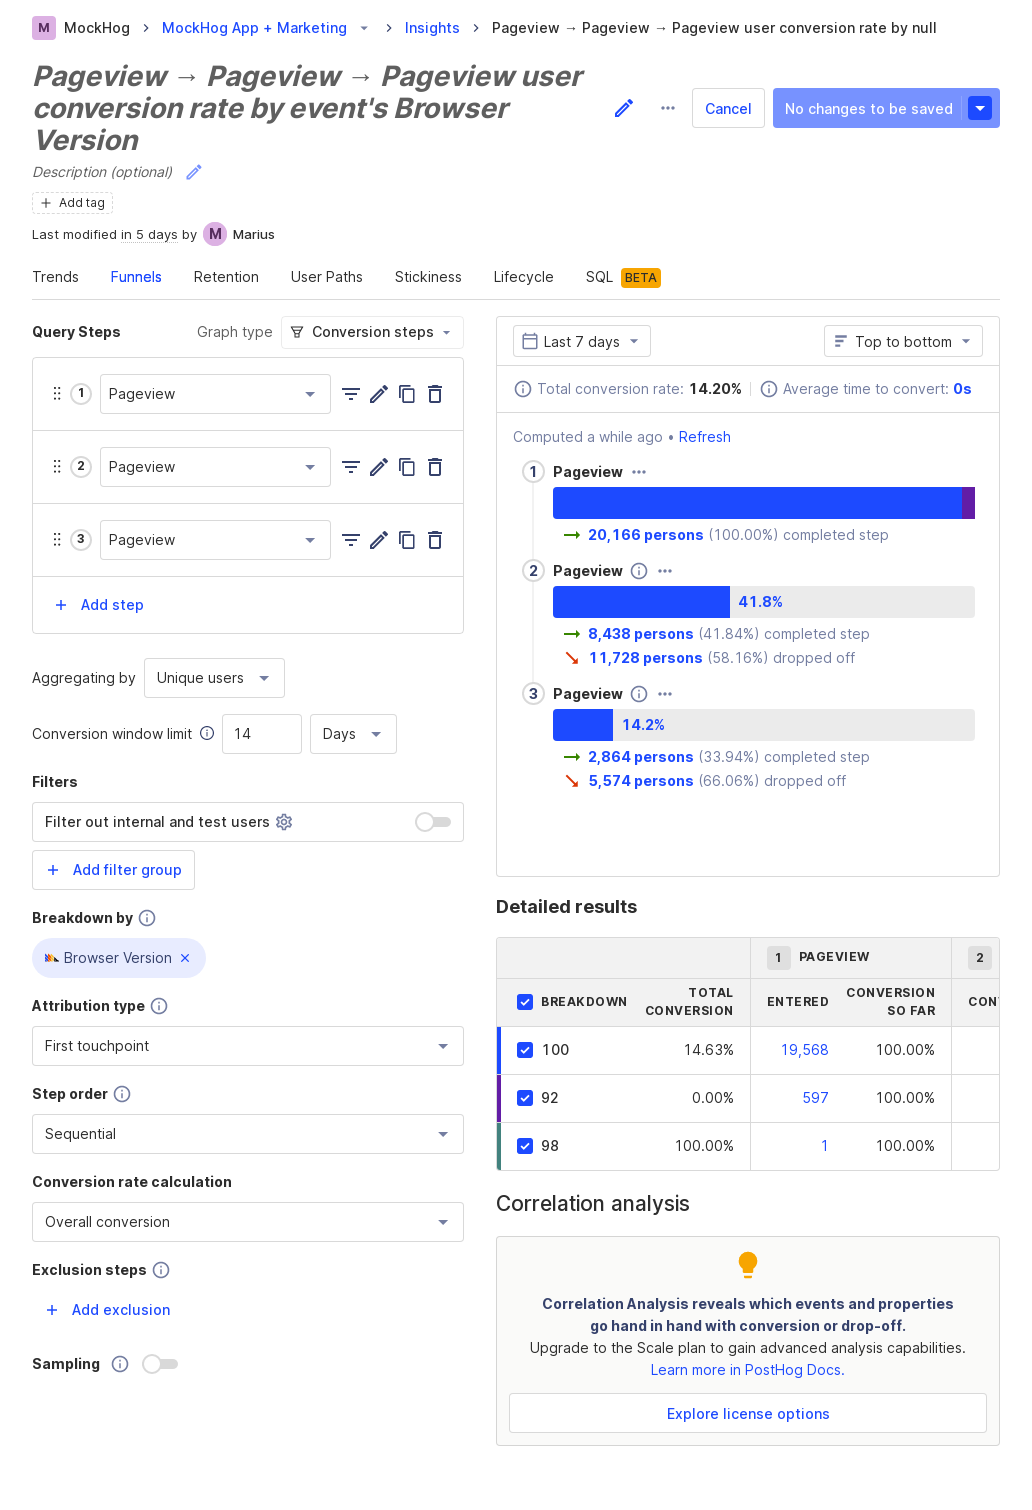 M MockHog MockHog App + Marketing Insights Pageview → Pageview → Pageview user conversion rate by null
Pageview → Pageview → Pageview user
conversion rate by event's Browser
Version
Cancel
No changes to be saved
Description (optional)
Add tag
Last modified in 5 days by M Marius
Trends Funnels Retention User Paths Stickiness Lifecycle SQL BETA
Query Steps
Graph type Conversion steps
1 Pageview
2 Pageview
3 Pageview
Add step
Aggregating by Unique users
Conversion window limit 14 Days
Filters
Filter out internal and test users
Add filter group
Breakdown by
Browser Version
Attribution type
First touchpoint
Step order
Sequential
Conversion rate calculation
Overall conversion
Exclusion steps
Add exclusion
Sampling
Last 7 days
Top to bottom
Total conversion rate: 14.20%
Average time to convert: 0s
Computed a while ago • Refresh
1 Pageview
20,166 persons (100.00%) completed step
2 Pageview
41.8%
8,438 persons (41.84%) completed step
11,728 persons (58.16%) dropped off
3 Pageview
14.2%
2,864 persons (33.94%) completed step
5,574 persons (66.06%) dropped off
Detailed results
1 PAGEVIEW 2
BREAKDOWN TOTAL CONVERSION ENTERED CONVERSION SO FAR
100 14.63% 19,568 100.00%
92 0.00% 597 100.00%
98 100.00% 1 100.00%
Correlation analysis
Correlation Analysis reveals which events and properties
go hand in hand with conversion or drop-off.
Upgrade to the Scale plan to gain advanced analysis capabilities.
Learn more in PostHog Docs.
Explore license options